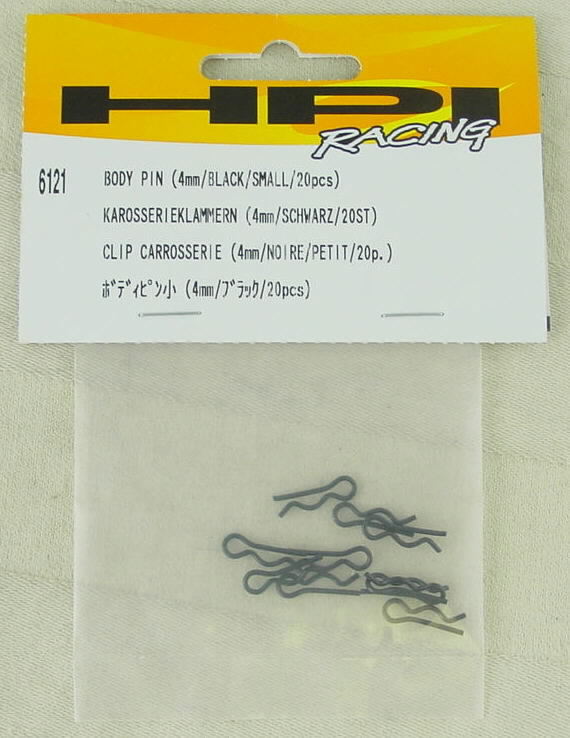 HPI
RACING
6121 BODY PIN (4mm/BLACK/SMALL/20pcs)
KAROSSERIEKLAMMERN (4mm/SCHWARZ/20ST)
CLIP CARROSSERIE (4mm/NOIRE/PETIT/20p.)
ﾎﾞﾃﾞｨﾋﾟﾝ小 (4mm/ﾌﾞﾗｯｸ/20pcs)